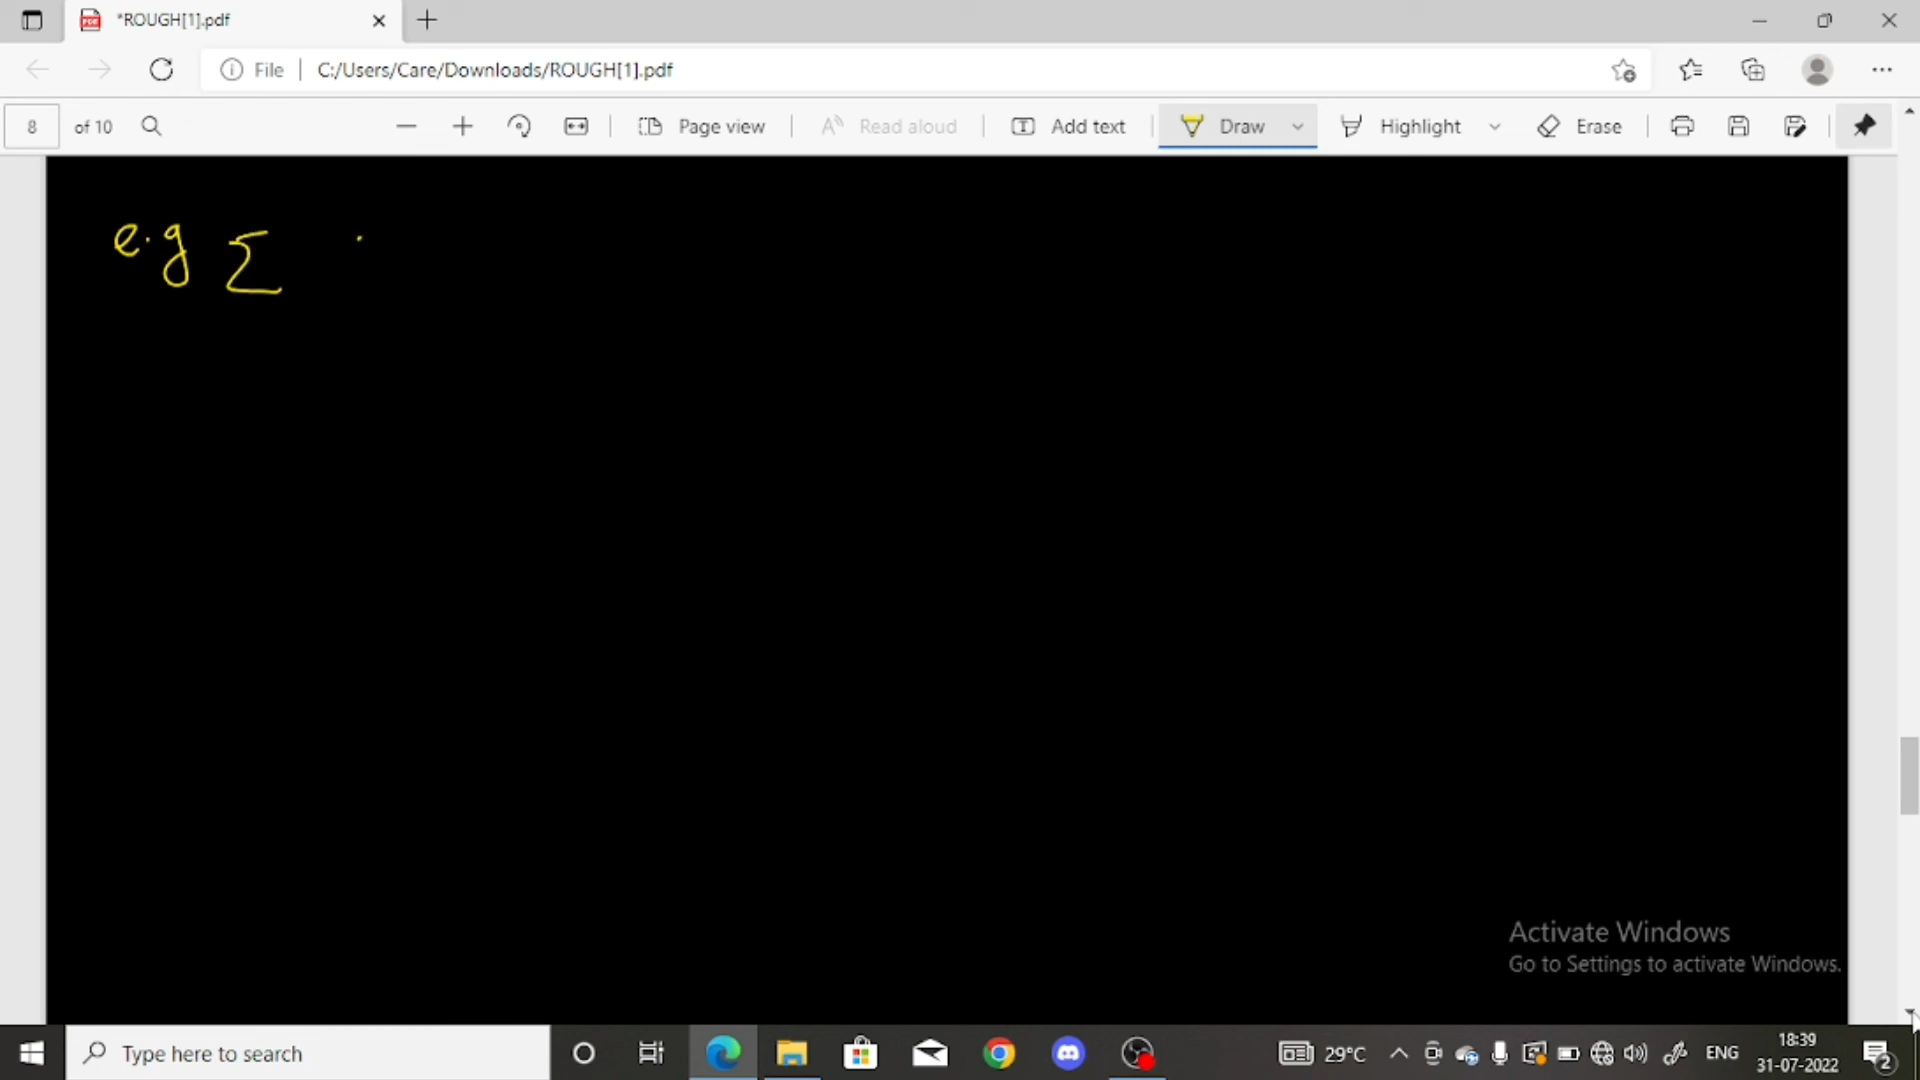 *ROUGH[1].pdf
File | C:/Users/Care/Downloads/ROUGH[1].pdf
8 of 10 Page view Read aloud Add text Draw Highlight Erase
e.g Σ .
Activate Windows
Go to Settings to activate Windows.
Type here to search 29°C ENG 18:39
31-07-2022 2